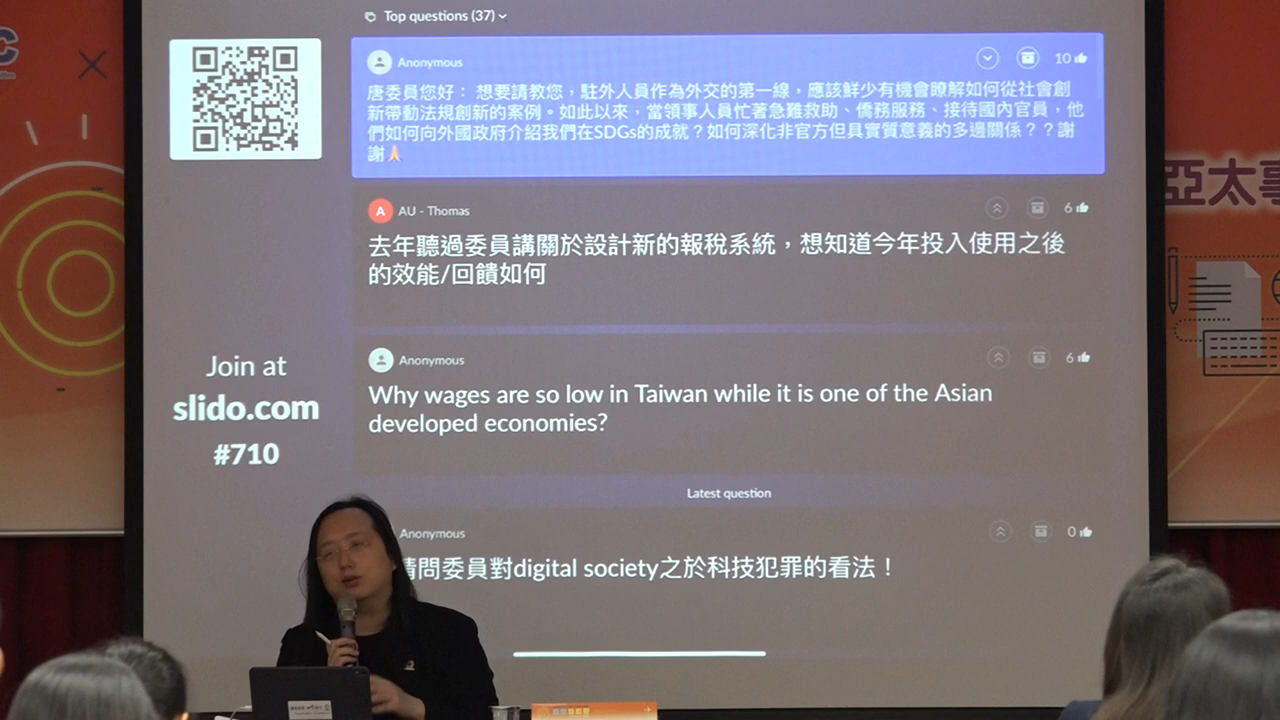 Top questions (37)
Anonymous
10
唐委員您好： 想要請教您，駐外人員作為外交的第一線，應該鮮少有機會瞭解如何從社會創
新帶動法規創新的案例。如此以來，當領事人員忙著急難救助、僑務服務、接待國內官員，他
們如何向外國政府介紹我們在SDGs的成就？如何深化非官方但具實質意義的多邊關係？？謝
謝🙏
A
AU - Thomas
6
去年聽過委員講關於設計新的報稅系統，想知道今年投入使用之後
的效能/回饋如何
Anonymous
6
Why wages are so low in Taiwan while it is one of the Asian
developed economies?
Latest question
Anonymous
0
請問委員對digital society之於科技犯罪的看法！
Join at
slido.com
#710
C
亞太事